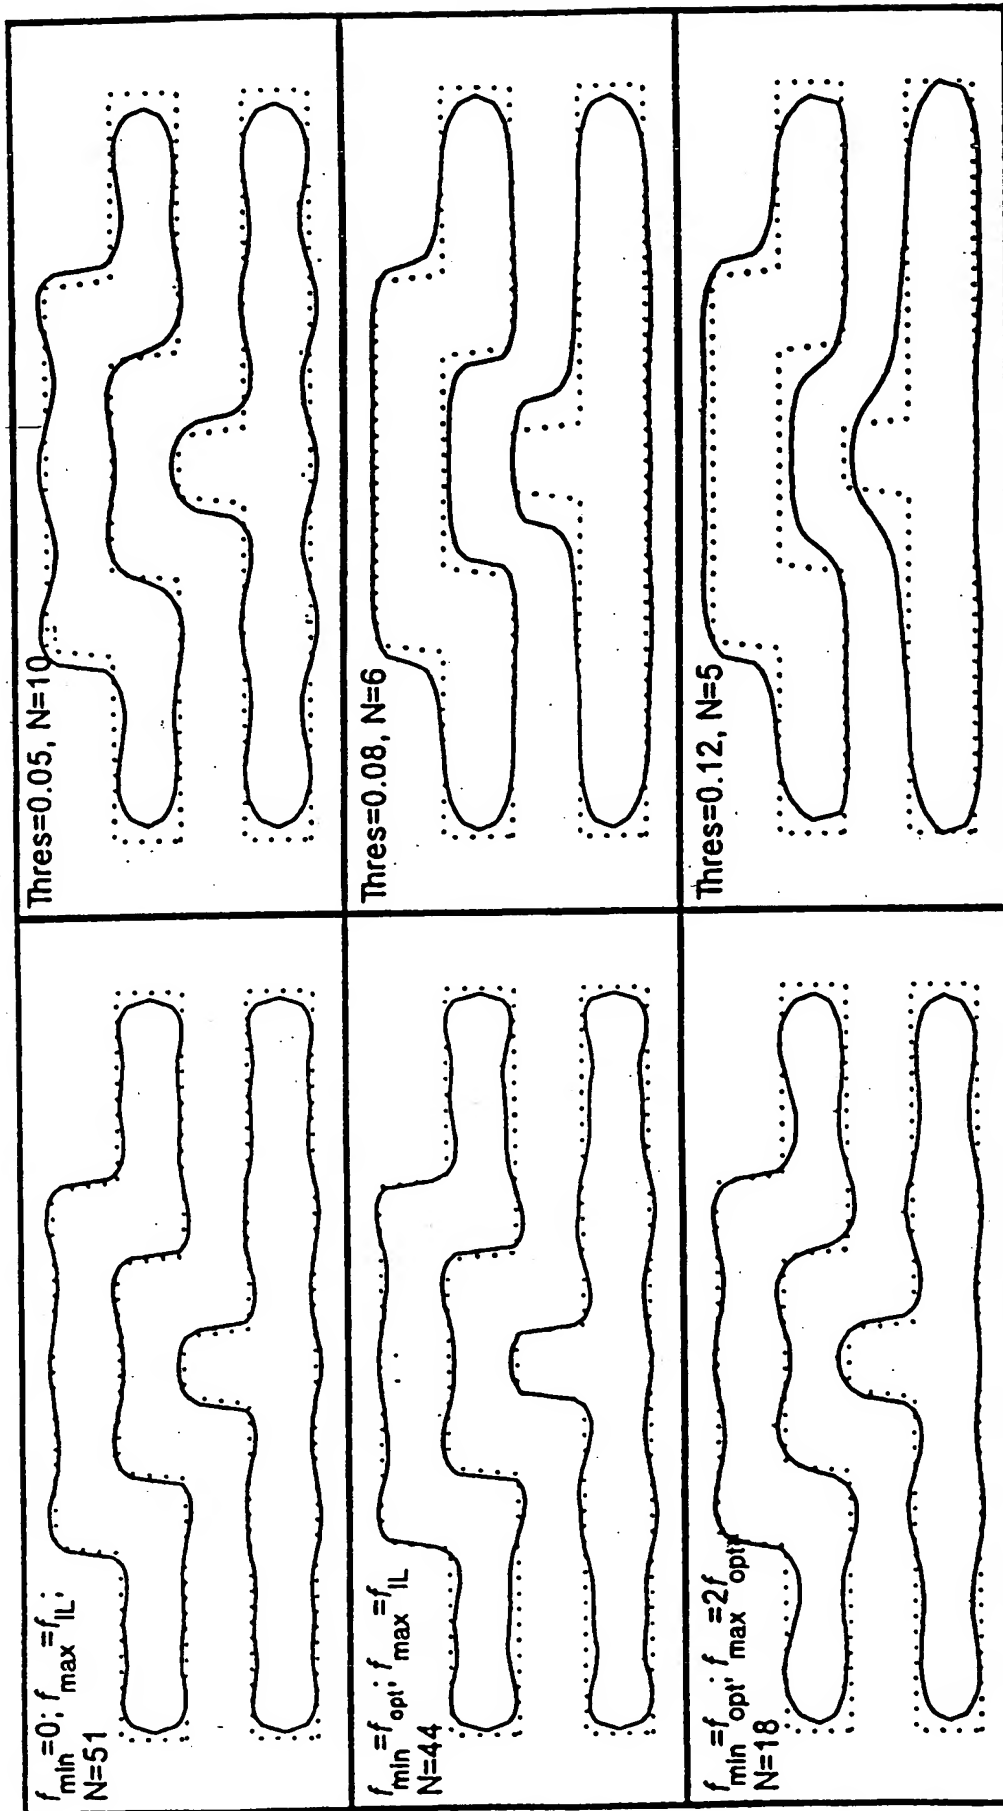 f_min=0; f_max=f_IL;
N=51
Thres=0.05, N=10
f_min=f_opt; f_max=f_IL
N=44
Thres=0.08, N=6
f_min=f_opt; f_max=2f_opt
N=18
Thres=0.12, N=5